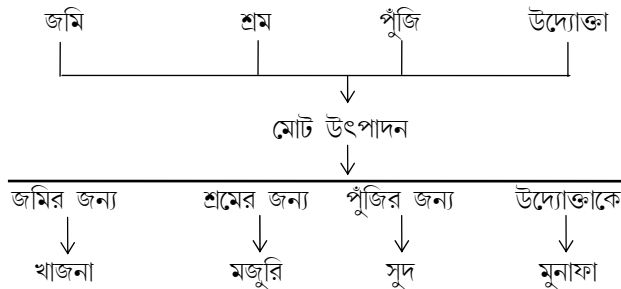 জমি শ্রম পুঁজি উদ্যোক্তা
মোট উৎপাদন
জমির জন্য শ্রমের জন্য পুঁজির জন্য উদ্যোক্তাকে
খাজনা মজুরি সুদ মুনাফা